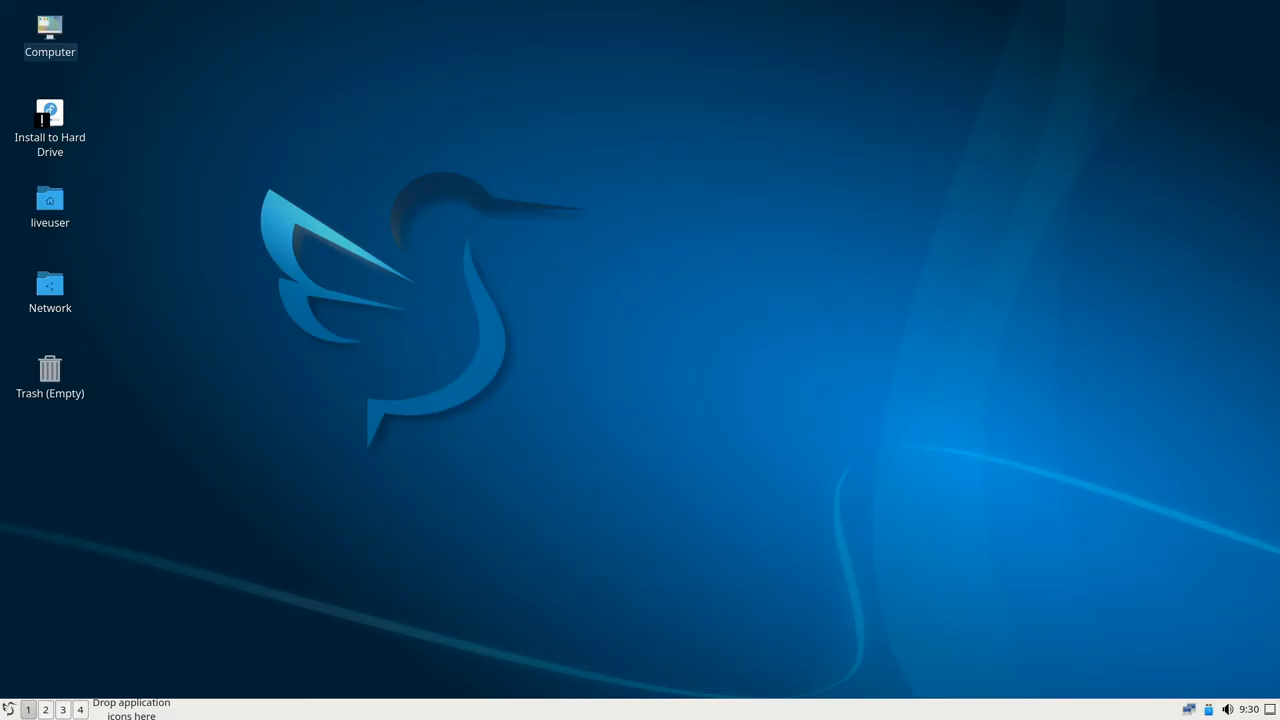 Computer
Install to Hard
Drive
liveuser
Network
Trash (Empty)
1 2 3 4 Drop application
icons here
9:30